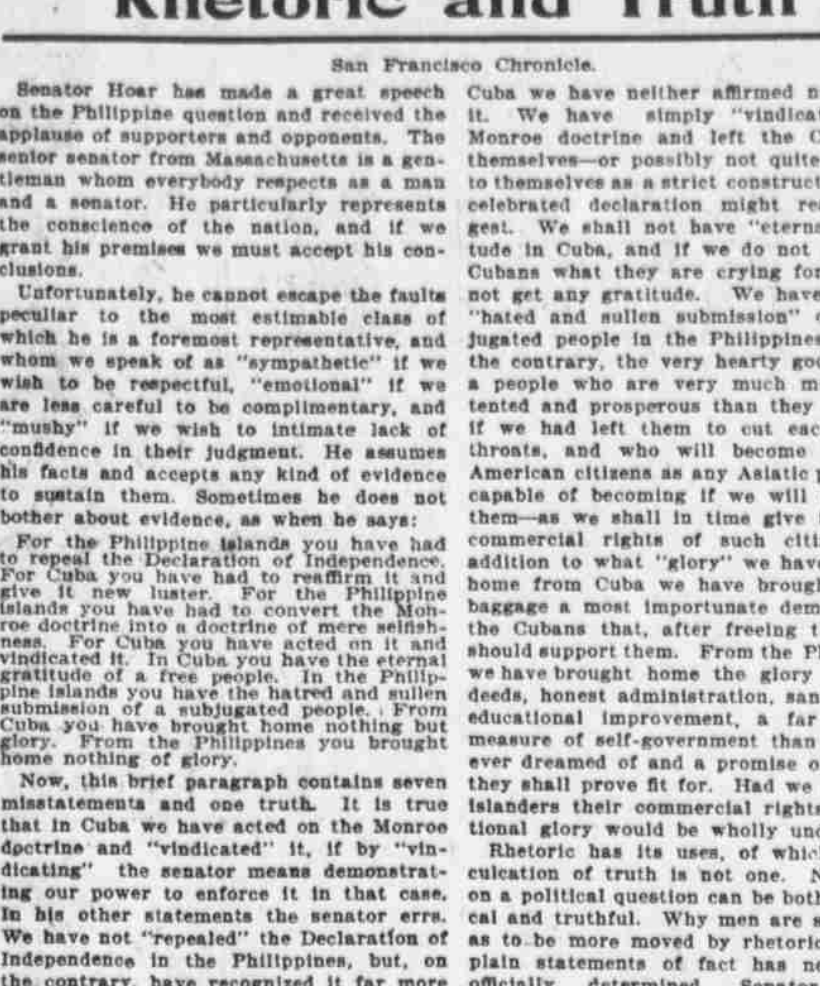 Rhetoric and Truth
San Francisco Chronicle.
Senator Hoar has made a great speech
on the Philippine question and received the
applause of supporters and opponents. The
senior senator from Massachusetts is a gen-
tleman whom everybody respects as a man
and a senator. He particularly represents
the conscience of the nation, and if we
grant his premises we must accept his con-
clusions.
Unfortunately, he cannot escape the faults
peculiar to the most estimable class of
which he is a foremost representative, and
whom we speak of as "sympathetic" if we
wish to be respectful, "emotional" if we
are less careful to be complimentary, and
"mushy" if we wish to intimate lack of
confidence in their judgment. He assumes
his facts and accepts any kind of evidence
to sustain them. Sometimes he does not
bother about evidence, as when he says:
For the Philippine islands you have had
to repeal the Declaration of Independence.
For Cuba you have had to reaffirm it and
give it new luster. For the Philippine
islands you have had to convert the Mon-
roe doctrine into a doctrine of mere selfish-
ness. For Cuba you have acted on it and
vindicated it. In Cuba you have the eternal
gratitude of a free people. In the Philip-
pine islands you have the hatred and sullen
submission of a subjugated people. From
Cuba you have brought home nothing but
glory. From the Philippines you brought
home nothing of glory.
Now, this brief paragraph contains seven
misstatements and one truth. It is true
that in Cuba we have acted on the Monroe
doctrine and "vindicated" it, if by "vin-
dicating" the senator means demonstrat-
ing our power to enforce it in that case.
In his other statements the senator errs.
We have not "repealed" the Declaration of
Independence in the Philippines, but, on
the contrary, have recognized it far more
Cuba we have neither affirmed n
it. We have simply "vindicat
Monroe doctrine and left the C
themselves—or possibly not quite
to themselves as a strict construct
celebrated declaration might re
gest. We shall not have "eterna
tude in Cuba, and if we do not
Cubans what they are crying for
not get any gratitude. We have
"hated and sullen submission"
jugated people in the Philippines
the contrary, the very hearty goo
a people who are very much m
tented and prosperous than they
if we had left them to cut eac
throats, and who will become
American citizens as any Asiatic p
capable of becoming if we will
them—as we shall in time give
commercial rights of such citi
addition to what "glory" we have
home from Cuba we have brough
baggage a most importunate dem
the Cubans that, after freeing t
should support them. From the P
we have brought home the glory
deeds, honest administration, san
educational improvement, a far
measure of self-government than
ever dreamed of and a promise o
they shall prove fit for. Had we
islanders their commercial rights
tional glory would be wholly un
Rhetoric has its uses, of whic
culcation of truth is not one. N
on a political question can be both
cal and truthful. Why men are s
as to be more moved by rhetoric
plain statements of fact has ne
officially determined. Senator